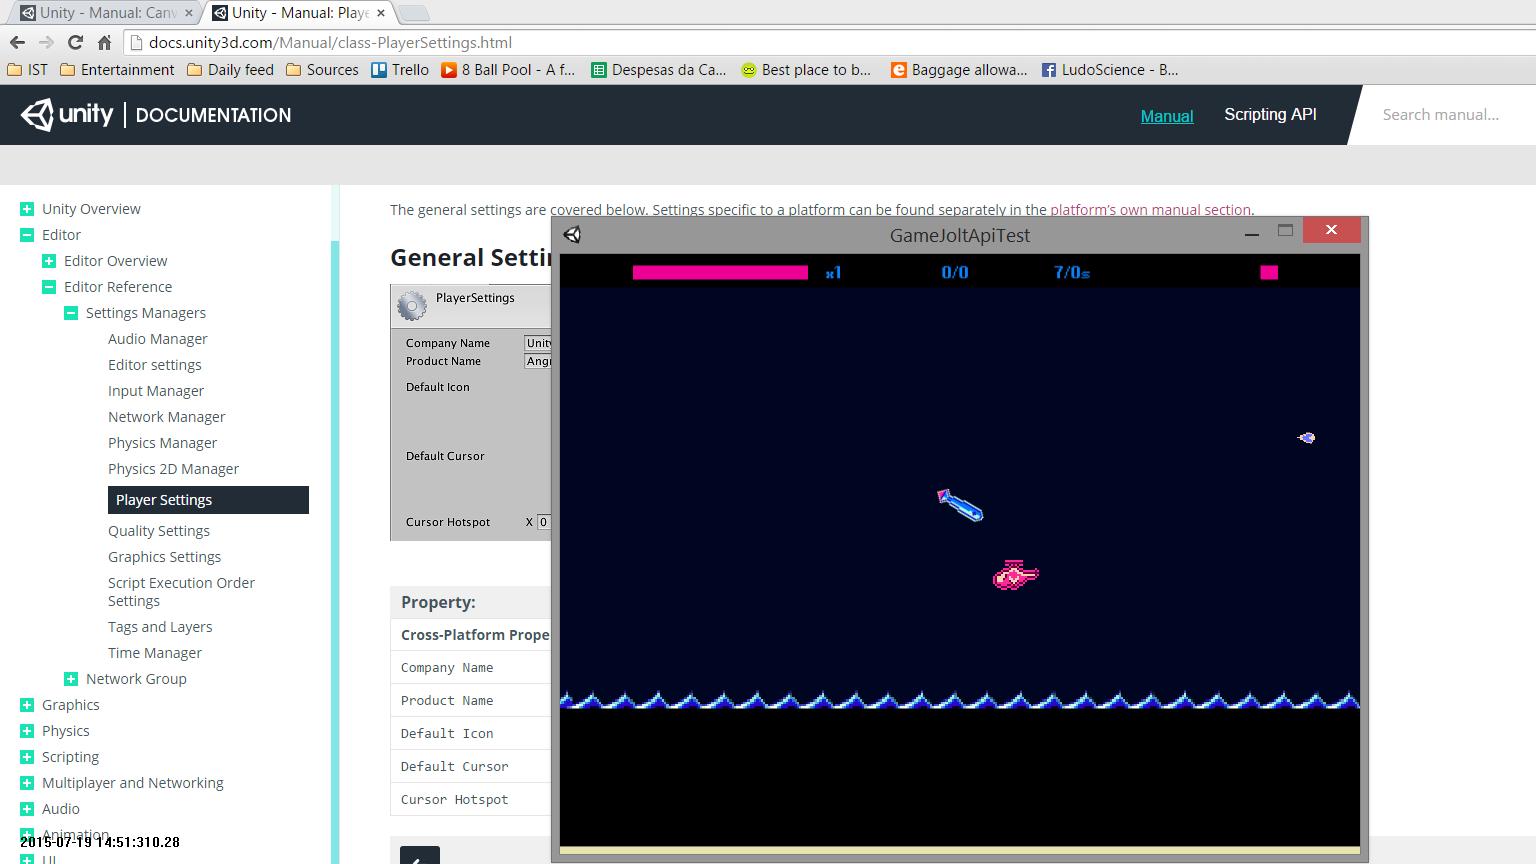 Unity - Manual: Canv
Unity - Manual: Playe
docs.unity3d.com/Manual/class-PlayerSettings.html
IST Entertainment Daily feed Sources Trello 8 Ball Pool - A f... Despesas da Ca... Best place to b... Baggage allowa... LudoScience - B...
unity | DOCUMENTATION
Manual Scripting API Search manual...
Unity Overview
Editor
Editor Overview
Editor Reference
Settings Managers
Audio Manager
Editor settings
Input Manager
Network Manager
Physics Manager
Physics 2D Manager
Player Settings
Quality Settings
Graphics Settings
Script Execution Order
Settings
Tags and Layers
Time Manager
Network Group
Graphics
Physics
Scripting
Multiplayer and Networking
Audio
Animation
UI
2015-07-19 14:51:310.28
The general settings are covered below. Settings specific to a platform can be found separately in the platform's own manual section.
General Settin
PlayerSettings
Company Name Unity
Product Name Angr
Default Icon
Default Cursor
Cursor Hotspot X 0
Property:
Cross-Platform Prope
Company Name
Product Name
Default Icon
Default Cursor
Cursor Hotspot
GameJoltApiTest
x1 0/0 7/0s